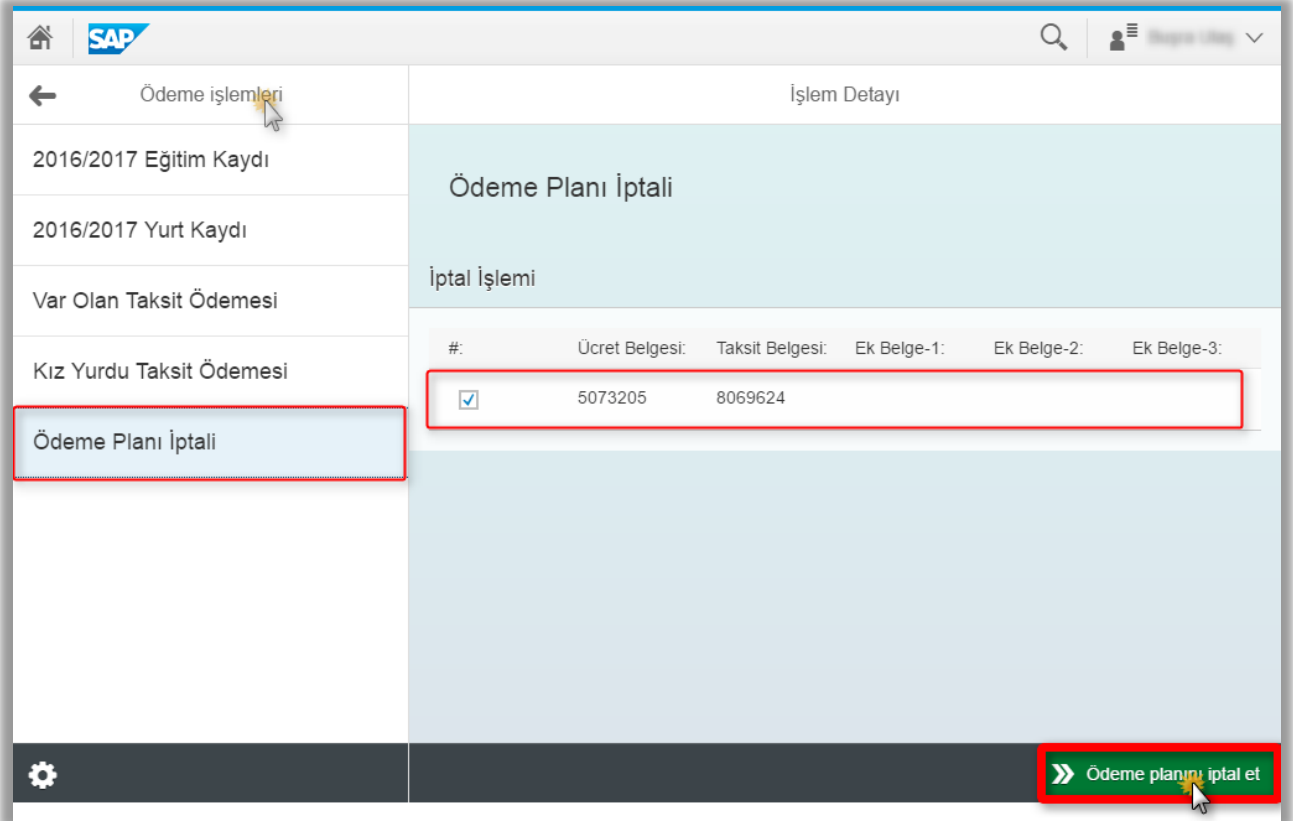 SAP
Ödeme işlemleri
İşlem Detayı
2016/2017 Eğitim Kaydı
2016/2017 Yurt Kaydı
Var Olan Taksit Ödemesi
Kız Yurdu Taksit Ödemesi
Ödeme Planı İptali
Ödeme Planı İptali
İptal İşlemi
#: Ücret Belgesi: Taksit Belgesi: Ek Belge-1: Ek Belge-2: Ek Belge-3:
5073205 8069624
Ödeme planını iptal et